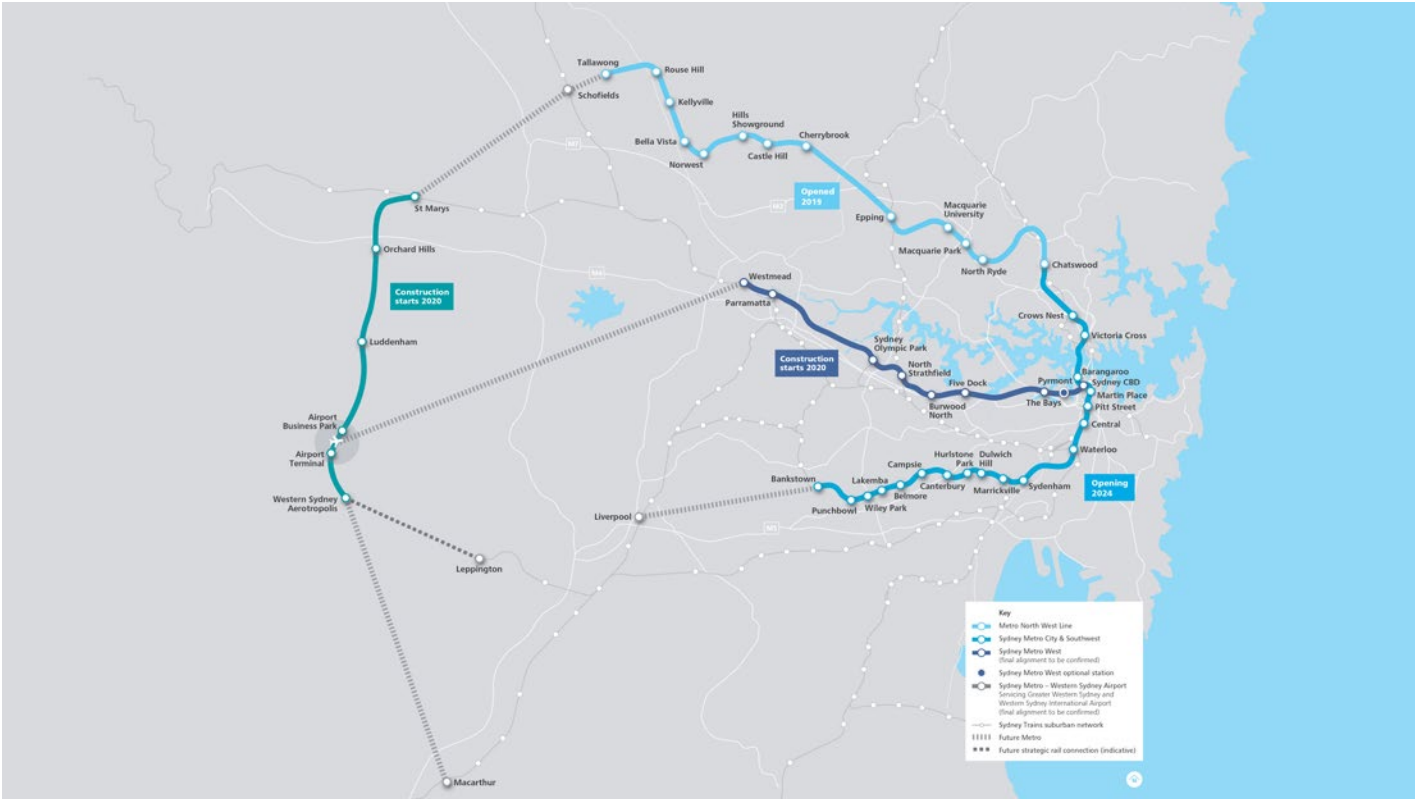 Tallawong
Rouse Hill
Schofields
Kellyville
Hills
Showground
Cherrybrook
Bella Vista
Norwest
Castle Hill
M7
Opened
2019
M2
St Marys
Macquarie
University
Epping
Orchard Hills
Macquarie Park
North Ryde
Chatswood
M4
Westmead
Parramatta
Construction
starts 2020
Crows Nest
Victoria Cross
Luddenham
Sydney
Olympic Park
Construction
starts 2020
North
Strathfield
Five Dock
Pyrmont
Barangaroo
Sydney CBD
Martin Place
Burwood
North
The Bays
Pitt Street
Central
Airport
Business Park
Airport
Terminal
Waterloo
Hurlstone
Park
Dulwich
Hill
Campsie
Bankstown
Lakemba
Canterbury
Marrickville
Sydenham
Opening
2024
Belmore
Wiley Park
Punchbowl
Western Sydney
Aerotropolis
Liverpool
M5
Leppington
Macarthur
Key
Metro North West Line
Sydney Metro City & Southwest
Sydney Metro West
(final alignment to be confirmed)
Sydney Metro West optional station
Sydney Metro – Western Sydney Airport
Servicing Greater Western Sydney and
Western Sydney International Airport
(final alignment to be confirmed)
Sydney Trains suburban network
Future Metro
Future strategic rail connection (indicative)